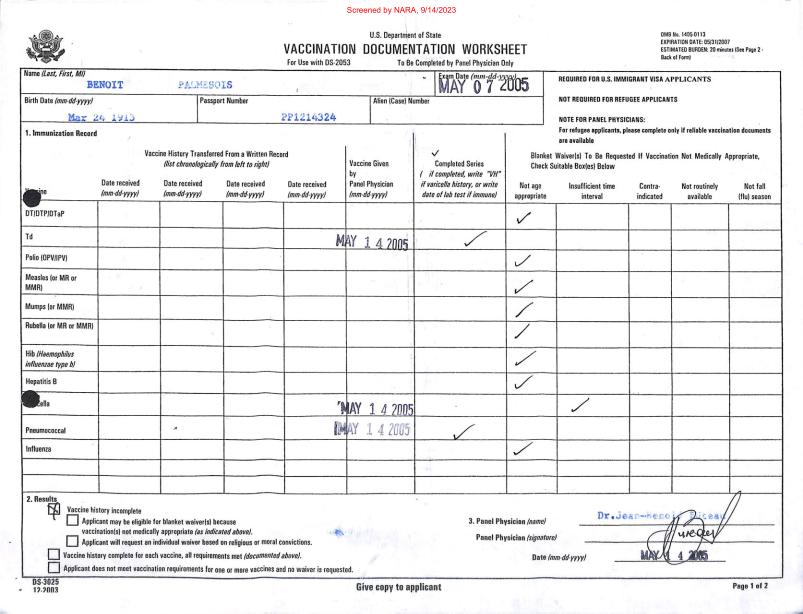 Screened by NARA, 9/14/2023
U.S. Department of State
VACCINATION DOCUMENTATION WORKSHEET
For Use with DS-2053 To Be Completed by Panel Physician Only
OMB No. 1405-0113
EXPIRATION DATE: 05/31/2007
ESTIMATED BURDEN: 20 minutes (See Page 2 -
Back of Form)
Name (Last, First, MI)
BENOIT PALMESOIS
Exam Date (mm-dd-yyyy)
MAY 07 2005
Birth Date (mm-dd-yyyy)
Mar 24 1915
Passport Number
PP1214324
Alien (Case) Number
REQUIRED FOR U.S. IMMIGRANT VISA APPLICANTS
NOT REQUIRED FOR REFUGEE APPLICANTS
NOTE FOR PANEL PHYSICIANS:
For refugee applicants, please complete only if reliable vaccination documents
are available
1. Immunization Record
Vaccine History Transferred From a Written Record
(list chronologically from left to right)
Vaccine Given
by
Panel Physician
(mm-dd-yyyy)
✓
Completed Series
( if completed, write "VH"
if varicella history, or write
date of lab test if immune)
Blanket Waiver(s) To Be Requested If Vaccination Not Medically Appropriate,
Check Suitable Box(es) Below
Date received
(mm-dd-yyyy)
Date received
(mm-dd-yyyy)
Date received
(mm-dd-yyyy)
Date received
(mm-dd-yyyy)
Not age
appropriate
Insufficient time
interval
Contra-
indicated
Not routinely
available
Not fall
(flu) season
DT/DTP/DTaP ✓
Td MAY 14 2005 ✓
Polio (OPV/IPV) ✓
Measles (or MR or
MMR) ✓
Mumps (or MMR) ✓
Rubella (or MR or MMR) ✓
Hib (Haemophilus
influenzae type b) ✓
Hepatitis B ✓
MAY 14 2005 ✓
Pneumococcal MAY 14 2005 ✓
Influenza ✓
2. Results
Vaccine history incomplete
Applicant may be eligible for blanket waiver(s) because
vaccination(s) not medically appropriate (as indicated above).
Applicant will request an individual waiver based on religious or moral convictions.
Vaccine history complete for each vaccine, all requirements met (documented above).
Applicant does not meet vaccination requirements for one or more vaccines and no waiver is requested.
3. Panel Physician (name) Dr.Jean-
Panel Physician (signature)
Date (mm-dd-yyyy) MAY 14 2005
DS-3025
12-2003
Give copy to applicant
Page 1 of 2